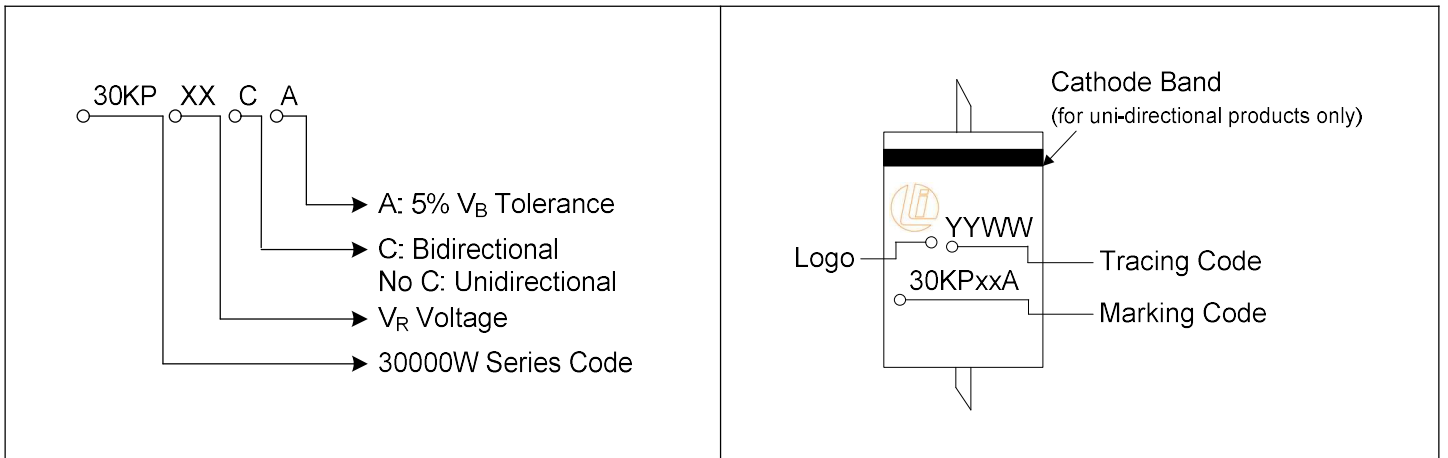 30KP XX C A
A: 5% VB Tolerance
C: Bidirectional
No C: Unidirectional
VR Voltage
30000W Series Code
Cathode Band
(for uni-directional products only)
YYWW
Logo
Tracing Code
30KPxxA
Marking Code